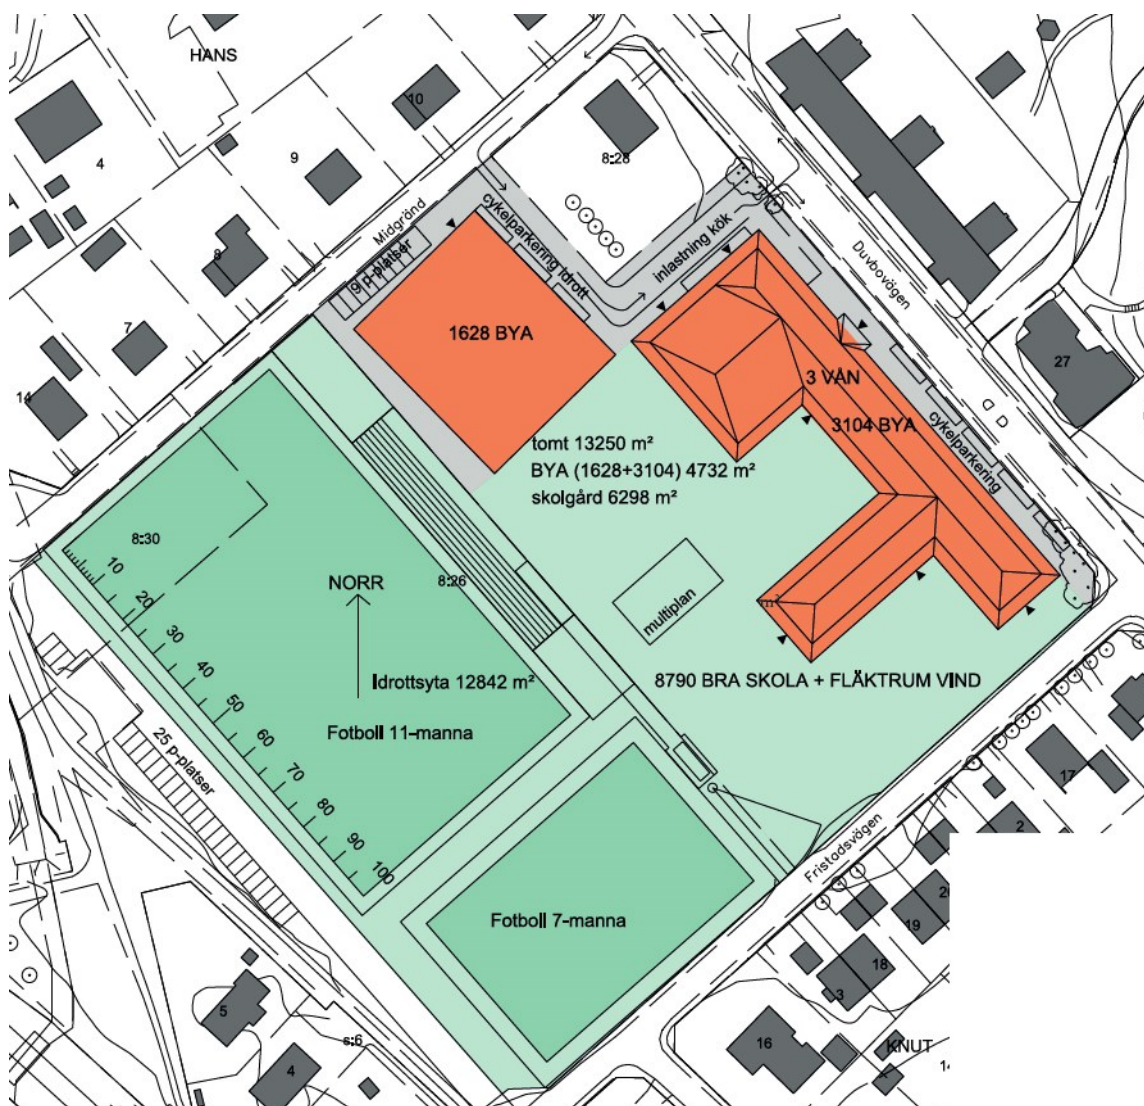 HANS
10
4
9
8:28
Midgränd
8
9 p-platser
cykelparkering idrott
inlastning kök
Duvbovägen
7
14
1628 BYA
27
3 VÅN
3104 BYA
cykelparkering
tomt 13250 m²
BYA (1628+3104) 4732 m²
skolgård 6298 m²
8:30
NORR
8:26
multiplan
m²
10
20
30
40
50
60
70
80
90
100
Idrottsyta 12842 m²
Fotboll 11-manna
8790 BRA SKOLA + FLÄKTRUM VIND
25 p-platser
Fristadsvägen
17
2
20
19
18
3
Fotboll 7-manna
5
s:6
4
16
KNUT